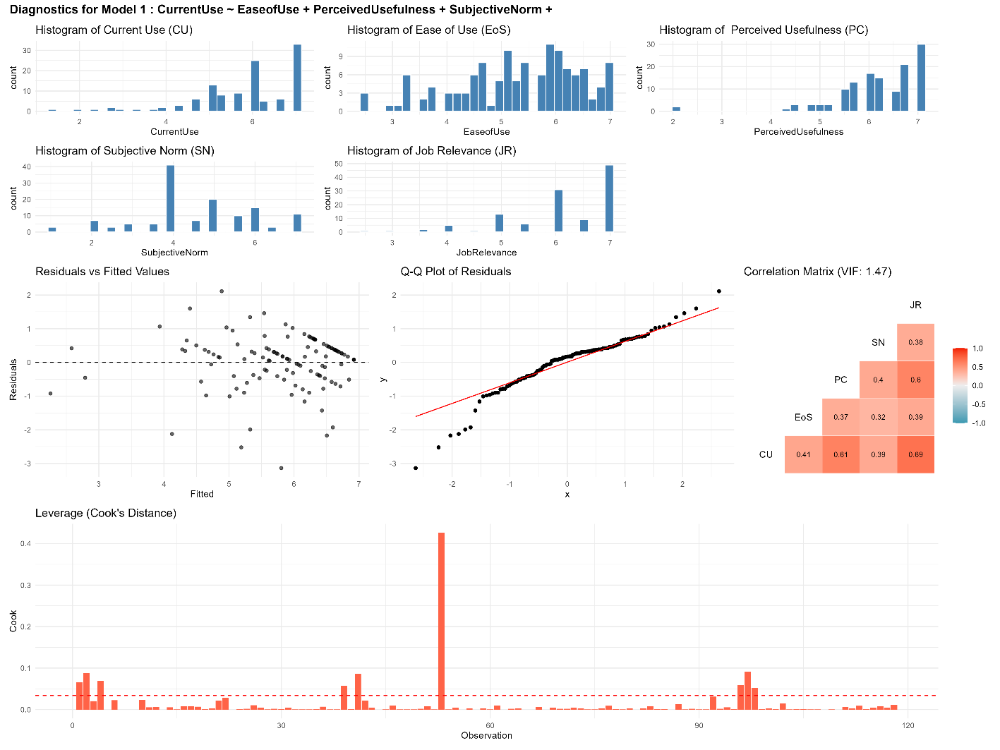 Diagnostics for Model 1 : CurrentUse ~ EaseofUse + PerceivedUsefulness + SubjectiveNorm +
Histogram of Current Use (CU)
count
30
20
10
0
2
4
6
CurrentUse
Histogram of Ease of Use (EoS)
count
9
6
3
0
3
4
5
6
7
EaseofUse
Histogram of  Perceived Usefulness (PC)
count
30
20
10
0
2
3
4
5
6
7
PerceivedUsefulness
Histogram of Subjective Norm (SN)
count
40
30
20
10
0
2
4
6
SubjectiveNorm
Histogram of Job Relevance (JR)
count
50
40
30
20
10
0
3
4
5
6
7
JobRelevance
Residuals vs Fitted Values
Residuals
2
1
0
-1
-2
-3
3
4
5
6
7
Fitted
Q-Q Plot of Residuals
y
2
1
0
-1
-2
-3
-2
-1
0
1
2
x
Correlation Matrix (VIF: 1.47)
JR
SN 0.38
PC 0.4 0.6
EoS 0.37 0.32 0.39
CU 0.41 0.61 0.39 0.69
1.0
0.5
0.0
-0.5
-1.0
Leverage (Cook's Distance)
Cook
0.4
0.3
0.2
0.1
0.0
0
30
60
90
120
Observation